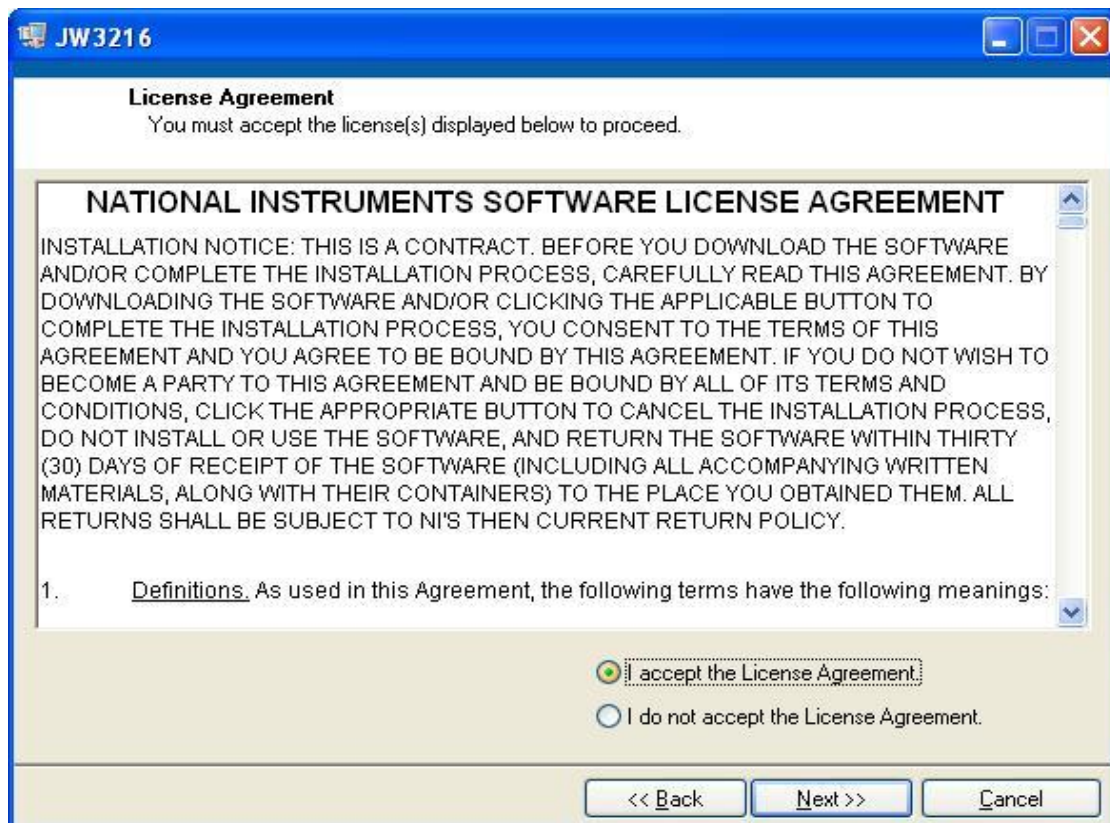 JW3216
License Agreement
You must accept the license(s) displayed below to proceed.
NATIONAL INSTRUMENTS SOFTWARE LICENSE AGREEMENT
INSTALLATION NOTICE: THIS IS A CONTRACT. BEFORE YOU DOWNLOAD THE SOFTWARE
AND/OR COMPLETE THE INSTALLATION PROCESS, CAREFULLY READ THIS AGREEMENT. BY
DOWNLOADING THE SOFTWARE AND/OR CLICKING THE APPLICABLE BUTTON TO
COMPLETE THE INSTALLATION PROCESS, YOU CONSENT TO THE TERMS OF THIS
AGREEMENT AND YOU AGREE TO BE BOUND BY THIS AGREEMENT. IF YOU DO NOT WISH TO
BECOME A PARTY TO THIS AGREEMENT AND BE BOUND BY ALL OF ITS TERMS AND
CONDITIONS, CLICK THE APPROPRIATE BUTTON TO CANCEL THE INSTALLATION PROCESS,
DO NOT INSTALL OR USE THE SOFTWARE, AND RETURN THE SOFTWARE WITHIN THIRTY
(30) DAYS OF RECEIPT OF THE SOFTWARE (INCLUDING ALL ACCOMPANYING WRITTEN
MATERIALS, ALONG WITH THEIR CONTAINERS) TO THE PLACE YOU OBTAINED THEM. ALL
RETURNS SHALL BE SUBJECT TO NI'S THEN CURRENT RETURN POLICY.
1. Definitions. As used in this Agreement, the following terms have the following meanings:
I accept the License Agreement.
I do not accept the License Agreement.
<< Back Next >> Cancel